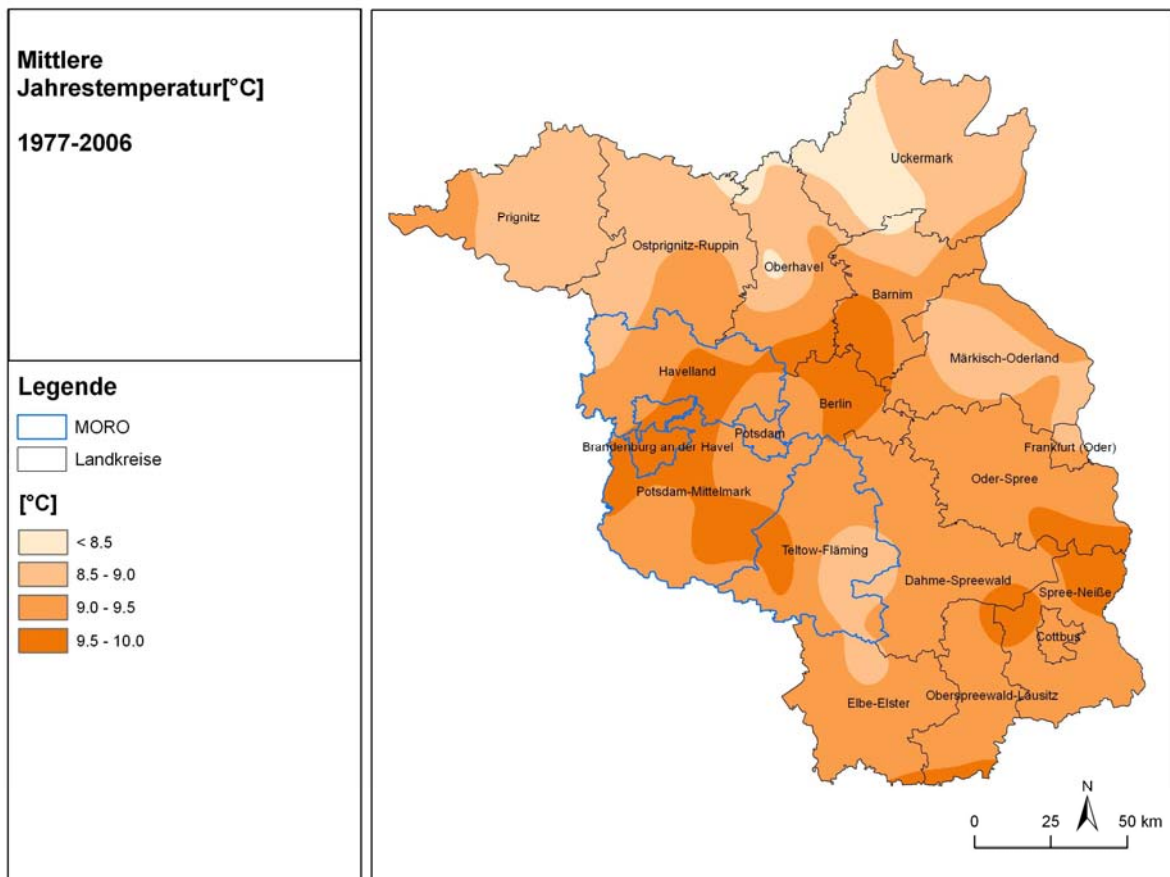 Mittlere
Jahrestemperatur[°C]
1977-2006
Legende
MORO
Landkreise
[°C]
< 8.5
8.5 - 9.0
9.0 - 9.5
9.5 - 10.0
Uckermark
Prignitz
Ostprignitz-Ruppin
Oberhavel
Barnim
Märkisch-Oderland
Havelland
Berlin
Potsdam
Brandenburg an der Havel
Frankfurt (Oder)
Oder-Spree
Potsdam-Mittelmark
Teltow-Fläming
Dahme-Spreewald
Spree-Neiße
Cottbus
Oberspreewald-Lausitz
Elbe-Elster
N
0 25 50 km